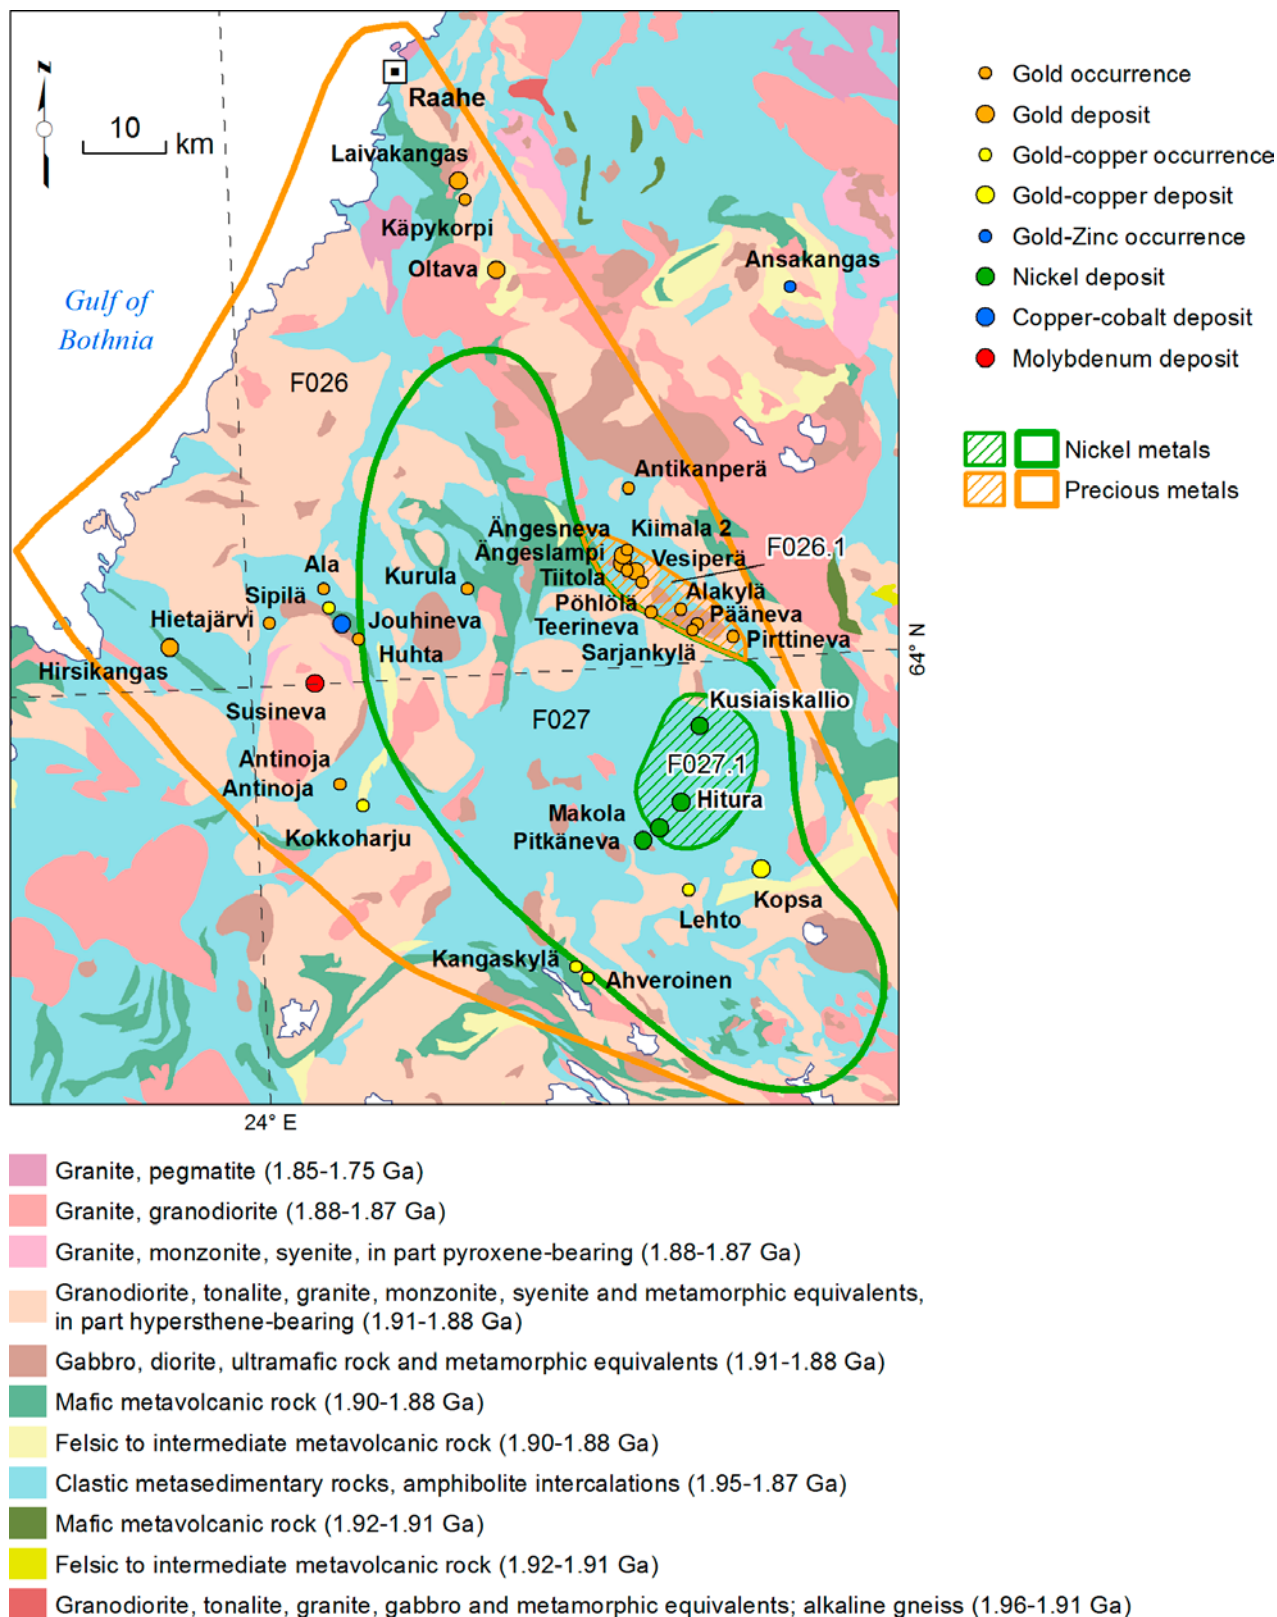 Raahe
10
km
Laivakangas
Käpykorpi
Oltava
Ansakangas
Gulf of
Bothnia
F026
Antikanperä
Ängesneva
Kiimala 2
Ängeslampi
Vesiperä
F026.1
Tiitola
Ala
Kurula
Sipilä
Alakylä
Pöhlölä
Pääneva
Hietajärvi
Jouhineva
Teerineva
Pirttineva
Huhta
Sarjankylä
Hirsikangas
64° N
Susineva
Kusiaiskallio
F027
Antinoja
F027.1
Antinoja
Hitura
Makola
Kokkoharju
Pitkäneva
Kopsa
Lehto
Kangaskylä
Ahveroinen
24° E
Gold occurrence
Gold deposit
Gold-copper occurrence
Gold-copper deposit
Gold-Zinc occurrence
Nickel deposit
Copper-cobalt deposit
Molybdenum deposit
Nickel metals
Precious metals
Granite, pegmatite (1.85-1.75 Ga)
Granite, granodiorite (1.88-1.87 Ga)
Granite, monzonite, syenite, in part pyroxene-bearing (1.88-1.87 Ga)
Granodiorite, tonalite, granite, monzonite, syenite and metamorphic equivalents,
in part hypersthene-bearing (1.91-1.88 Ga)
Gabbro, diorite, ultramafic rock and metamorphic equivalents (1.91-1.88 Ga)
Mafic metavolcanic rock (1.90-1.88 Ga)
Felsic to intermediate metavolcanic rock (1.90-1.88 Ga)
Clastic metasedimentary rocks, amphibolite intercalations (1.95-1.87 Ga)
Mafic metavolcanic rock (1.92-1.91 Ga)
Felsic to intermediate metavolcanic rock (1.92-1.91 Ga)
Granodiorite, tonalite, granite, gabbro and metamorphic equivalents; alkaline gneiss (1.96-1.91 Ga)